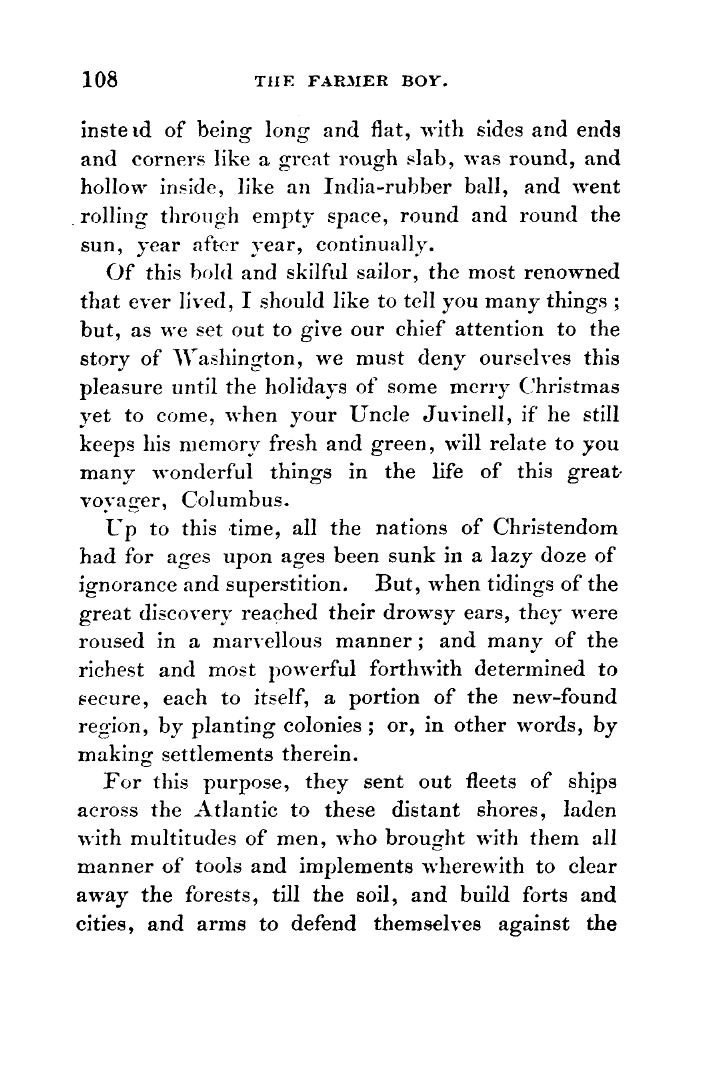 108 THE FARMER BOY.
instead of being long and flat, with sides and ends
and corners like a great rough slab, was round, and
hollow inside, like an India-rubber ball, and went
rolling through empty space, round and round the
sun, year after year, continually.
Of this bold and skilful sailor, the most renowned
that ever lived, I should like to tell you many things ;
but, as we set out to give our chief attention to the
story of Washington, we must deny ourselves this
pleasure until the holidays of some merry Christmas
yet to come, when your Uncle Juvinell, if he still
keeps his memory fresh and green, will relate to you
many wonderful things in the life of this great
voyager, Columbus.
Up to this time, all the nations of Christendom
had for ages upon ages been sunk in a lazy doze of
ignorance and superstition. But, when tidings of the
great discovery reached their drowsy ears, they were
roused in a marvellous manner ; and many of the
richest and most powerful forthwith determined to
secure, each to itself, a portion of the new-found
region, by planting colonies ; or, in other words, by
making settlements therein.
For this purpose, they sent out fleets of ships
across the Atlantic to these distant shores, laden
with multitudes of men, who brought with them all
manner of tools and implements wherewith to clear
away the forests, till the soil, and build forts and
cities, and arms to defend themselves against the